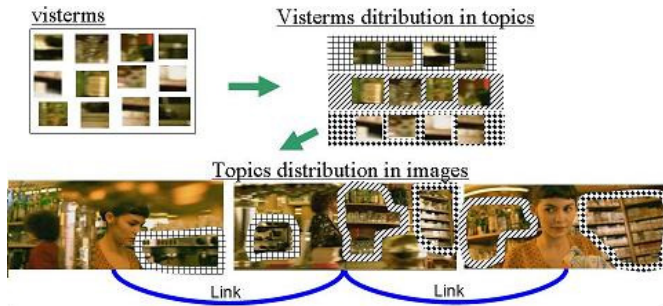 visterms
Visterms ditribution in topics
Topics distribution in images
Link
Link